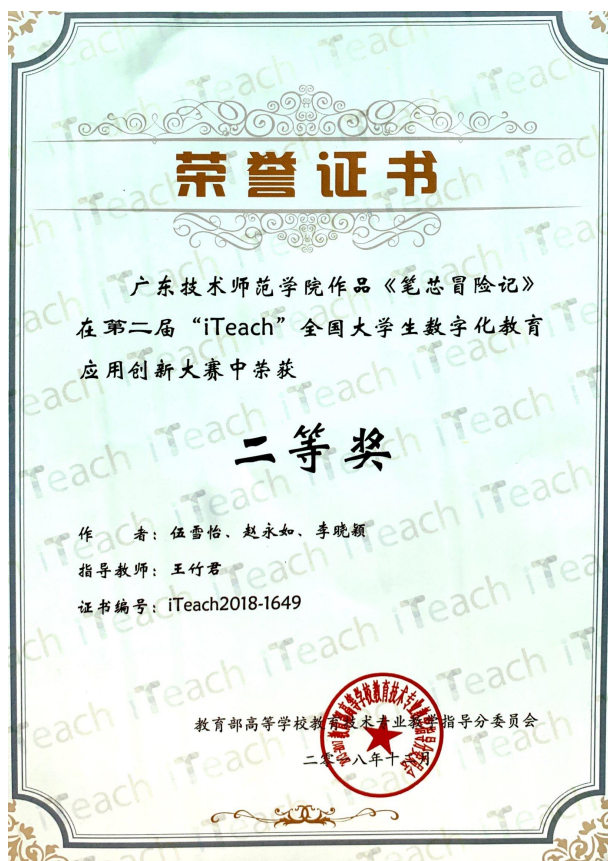 荣誉证书
广东技术师范学院作品《笔芯冒险记》
在第二届“iTeach”全国大学生数字化教育
应用创新大赛中荣获
二等奖
作 者：伍雪怡、赵永如、李晓颖
指导教师：王竹君
证书编号：iTeach2018-1649
教育部高等学校教育技术专业教学指导分委员会
二零一八年十月